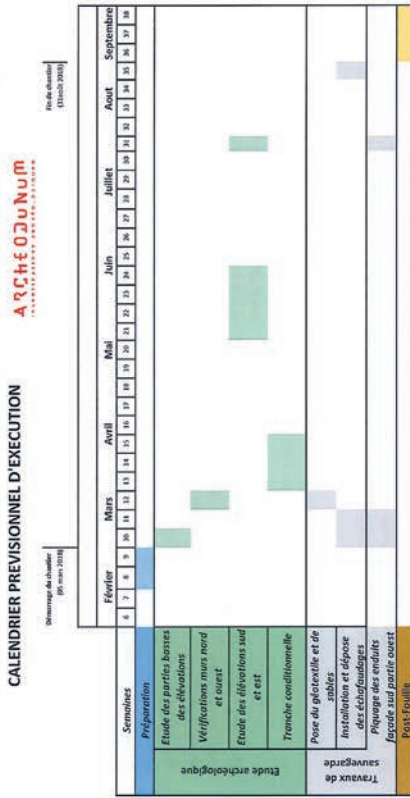 CALENDRIER PREVISIONNEL D'EXECUTION
ARCHEODUNUM
INVESTIGATIONS ARCHEOLOGIQUES
Démarrage du chantier
(05 mars 2018)
Fin de chantier
(31 août 2018)
Février Mars Avril Mai Juin Juillet Aout Septembre
Semaines 6 7 8 9 10 11 12 13 14 15 16 17 18 19 20 21 22 23 24 25 26 27 28 29 30 31 32 33 34 35 36 37 38
Préparation
Etude archéologique
Etude des parties basses
des élévations
Vérifications murs nord
et ouest
Etude des élévations sud
et est
Tranche conditionnelle
Travaux de
sauvegarde
Pose du géotextile et de
sables
Installation et dépose
des échafaudages
Piquage des enduits
façade sud partie ouest
Post-Fouille